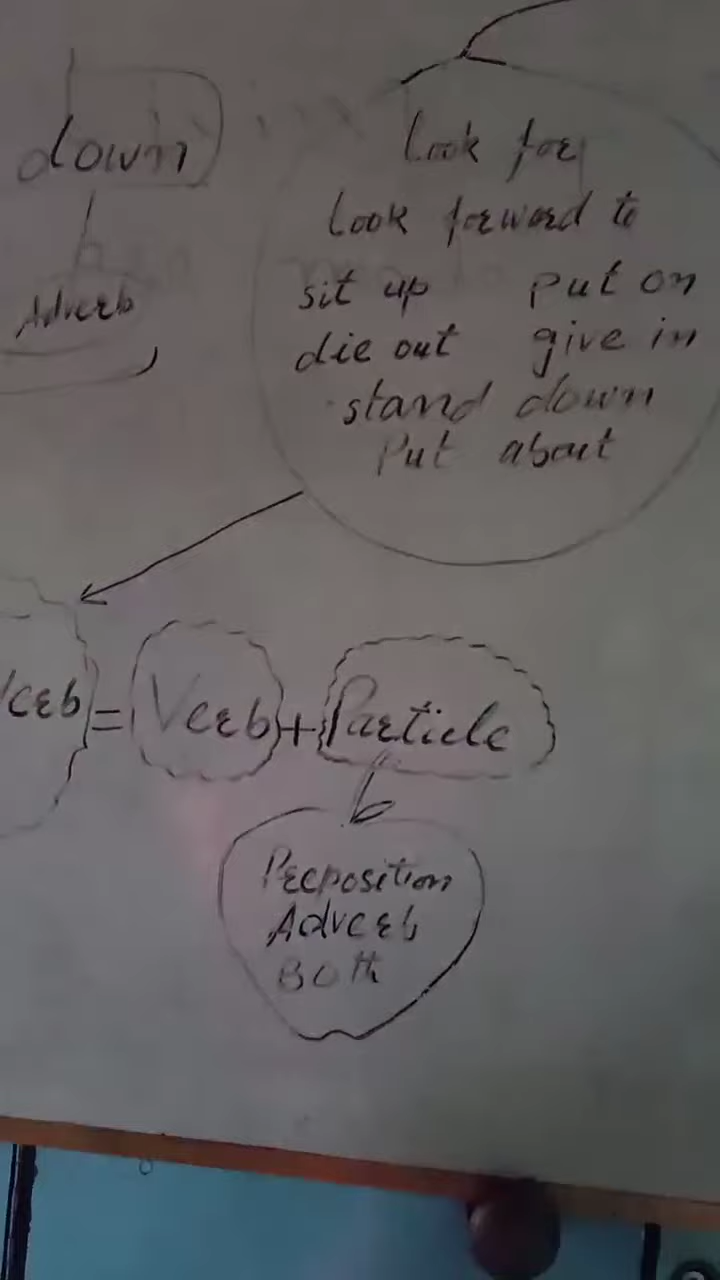 down
Adverb
Look for
Look forward to
sit up put on
die out give in
stand down
Put about
Verb = Verb + Particle
Preposition
Adverb
Both